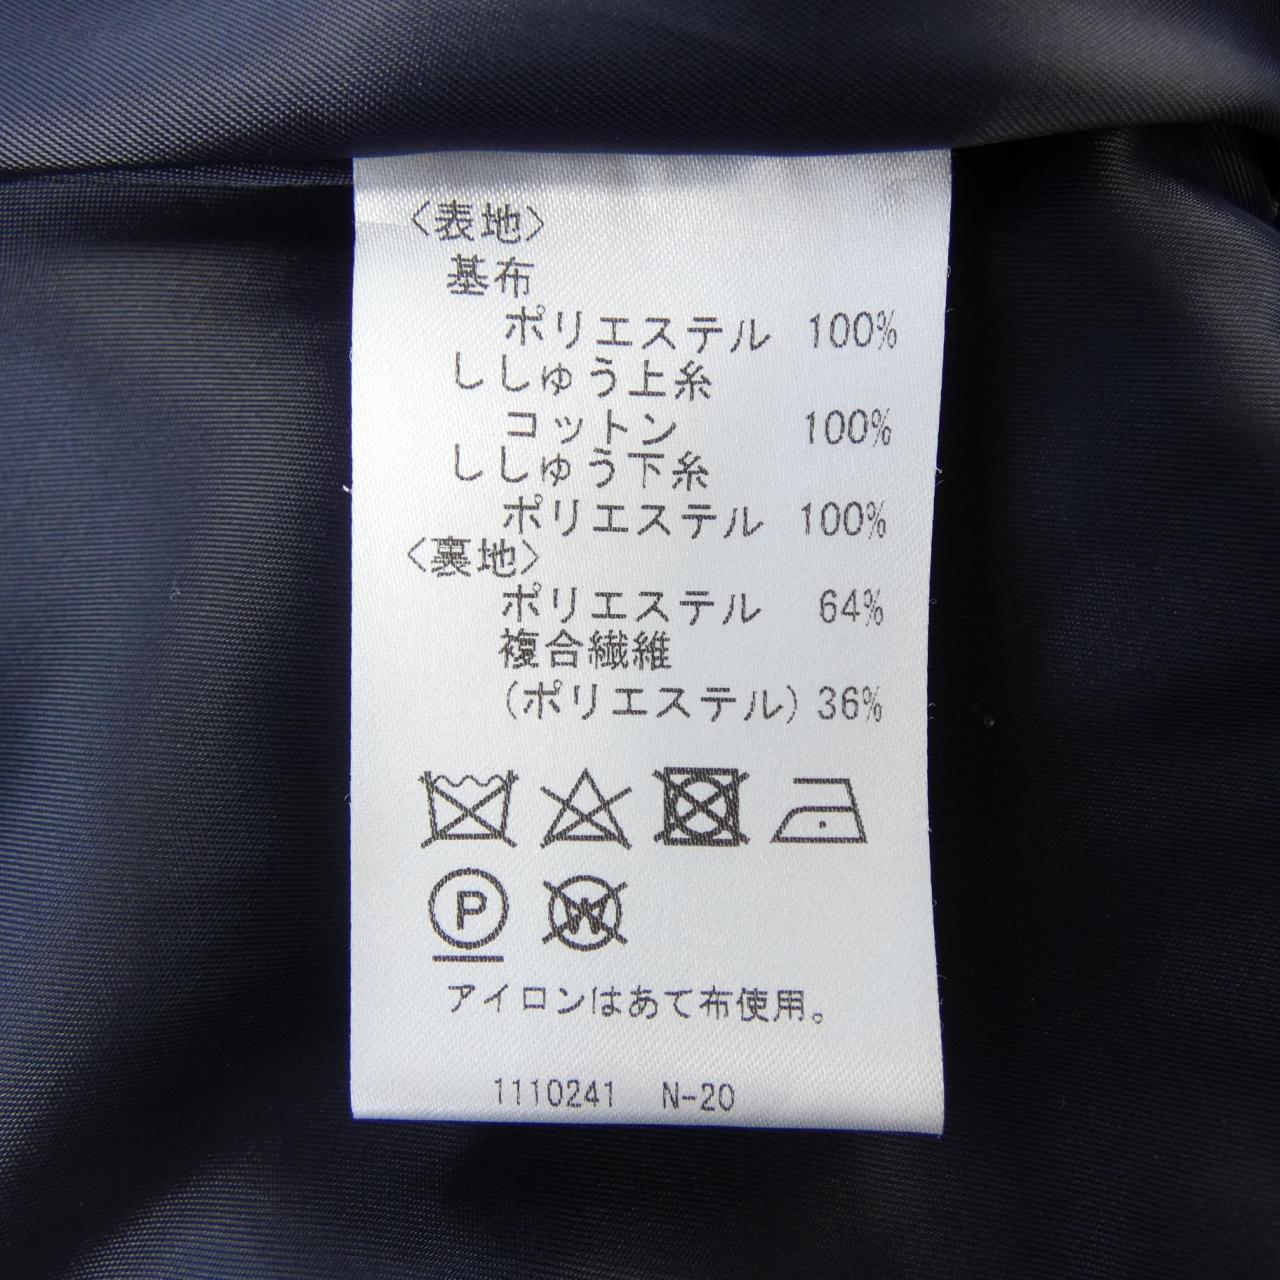 〈表地〉
基布
ポリエステル 100%
ししゅう上糸
コットン 100%
ししゅう下糸
ポリエステル 100%
〈裏地〉
ポリエステル 64%
複合繊維
(ポリエステル) 36%
P W
アイロンはあて布使用。
1110241 N-20